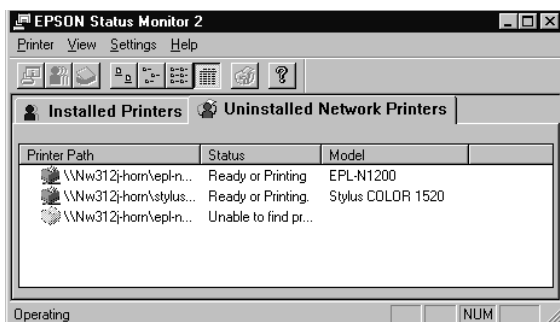 EPSON Status Monitor 2
Printer View Settings Help
Installed Printers Uninstalled Network Printers
Printer Path Status Model
\\Nw312j-horn\epl-n... Ready or Printing EPL-N1200
\\Nw312j-horn\stylus... Ready or Printing. Stylus COLOR 1520
\\Nw312j-horn\epl-n... Unable to find pr...
Operating NUM